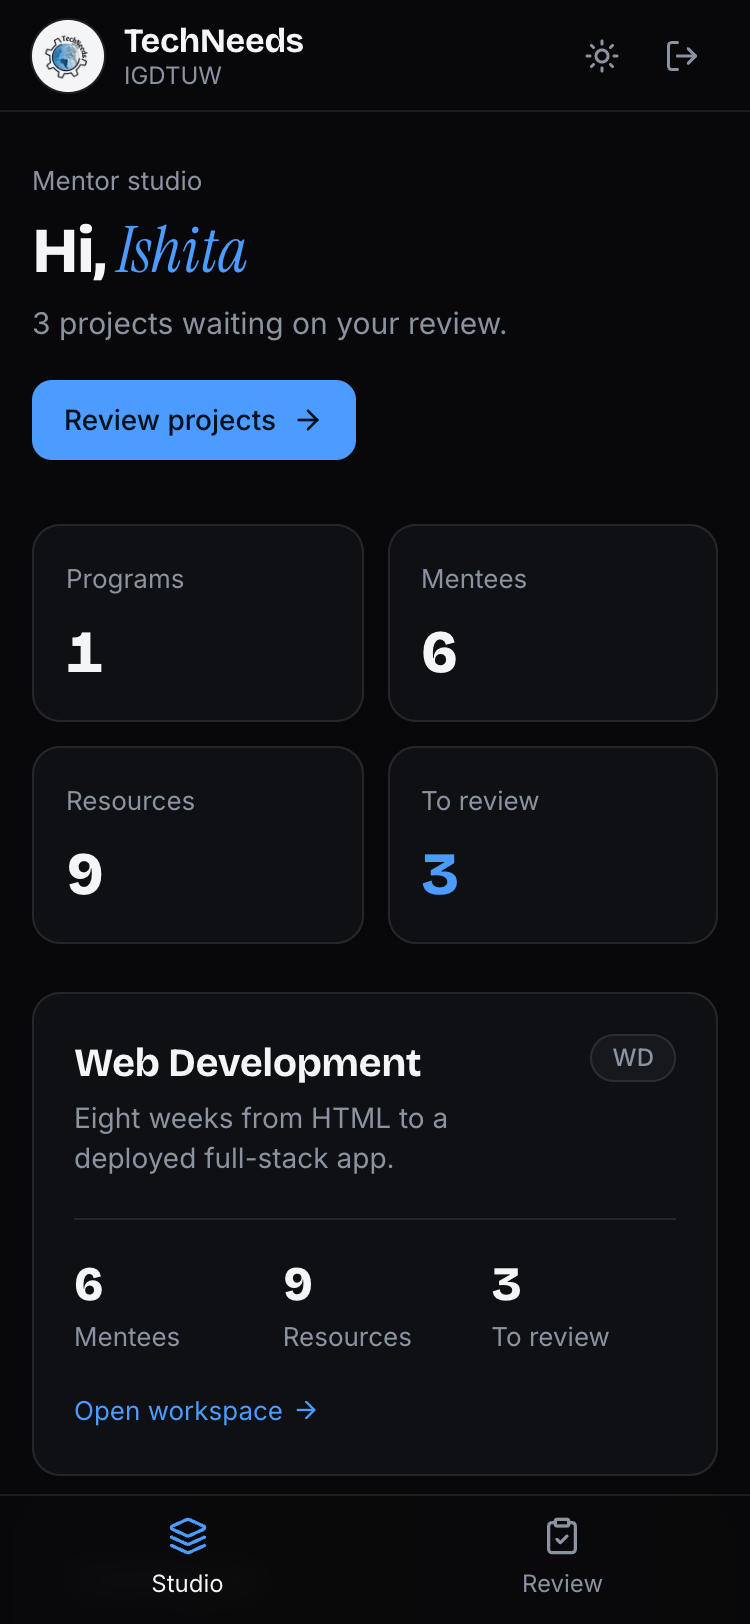 TechNeeds
TechNeeds
IGDTUW
Mentor studio
Hi, Ishita
3 projects waiting on your review.
Review projects
Programs
1
Mentees
6
Resources
9
To review
3
Web Development
WD
Eight weeks from HTML to a
deployed full-stack app.
6
Mentees
9
Resources
3
To review
Open workspace
Studio
Review